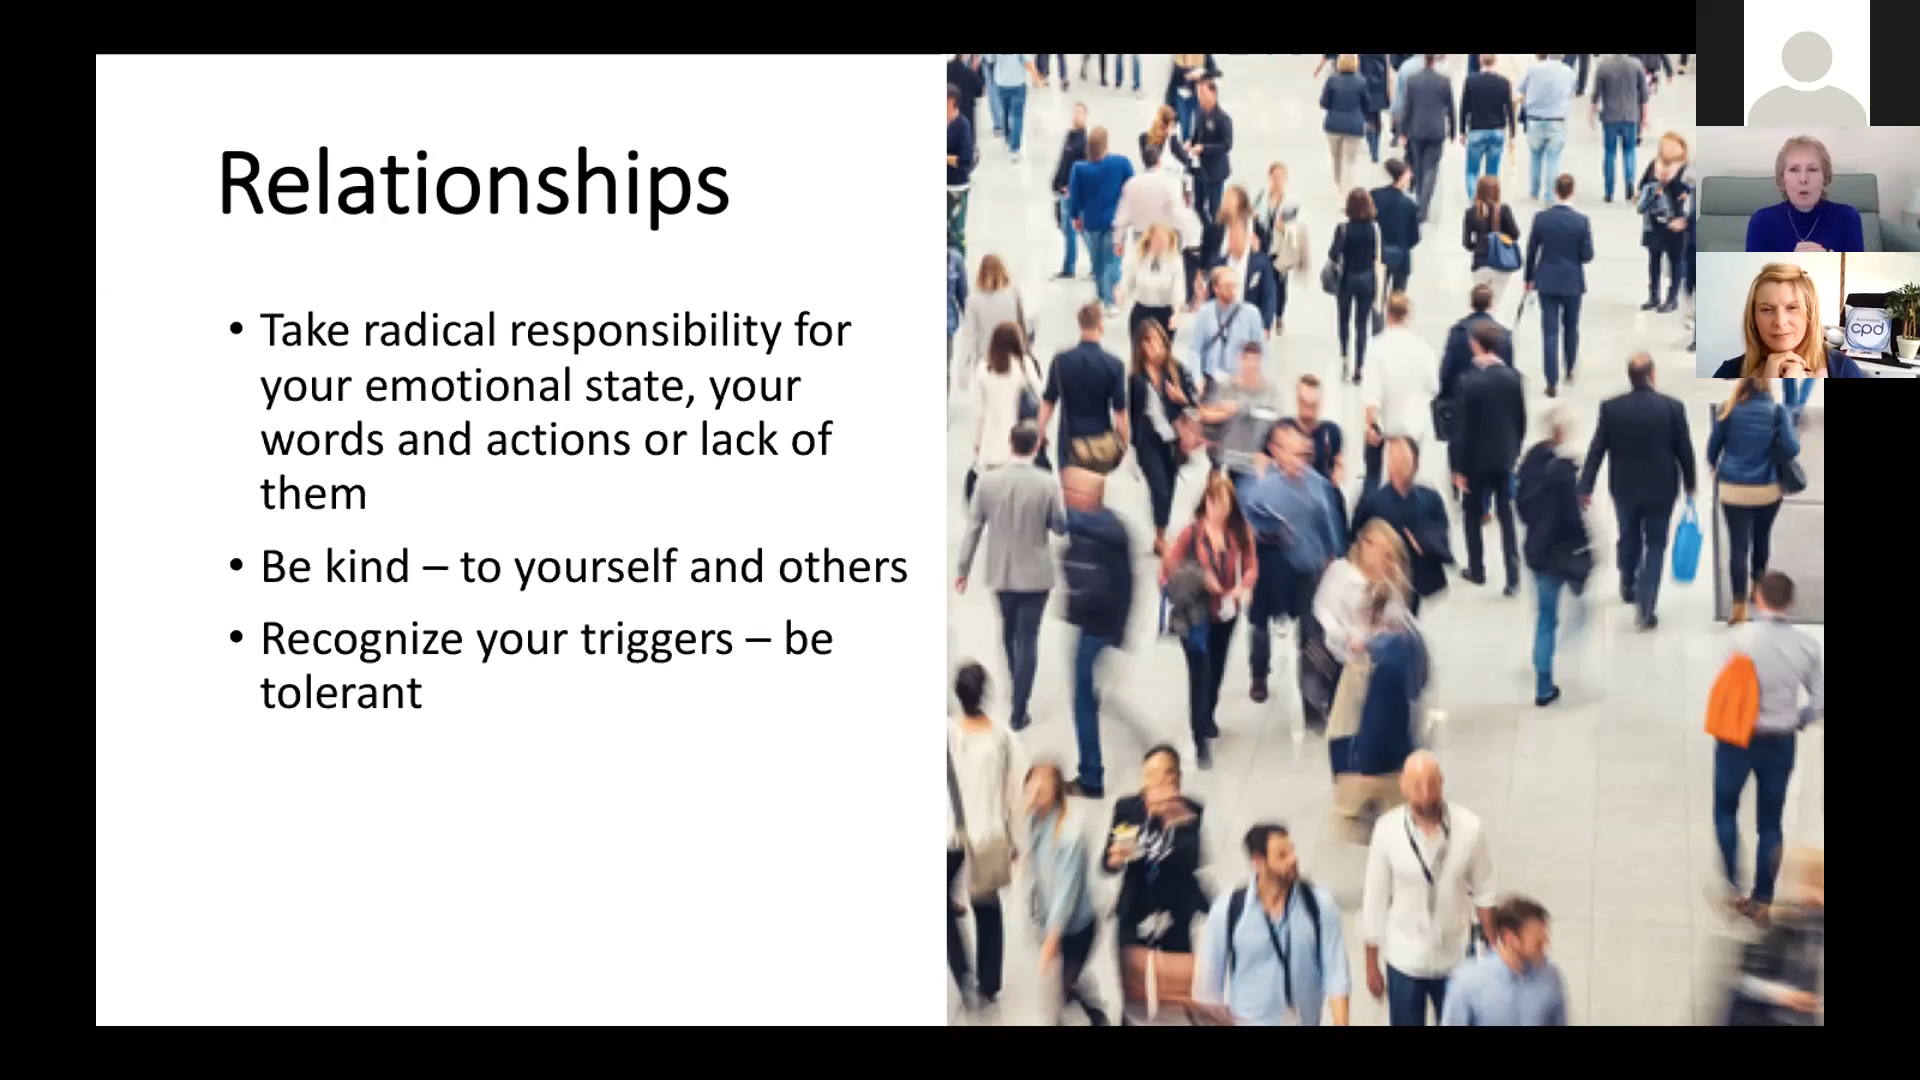 Relationships
• Take radical responsibility for
your emotional state, your
words and actions or lack of
them
• Be kind – to yourself and others
• Recognize your triggers – be
tolerant
cpd